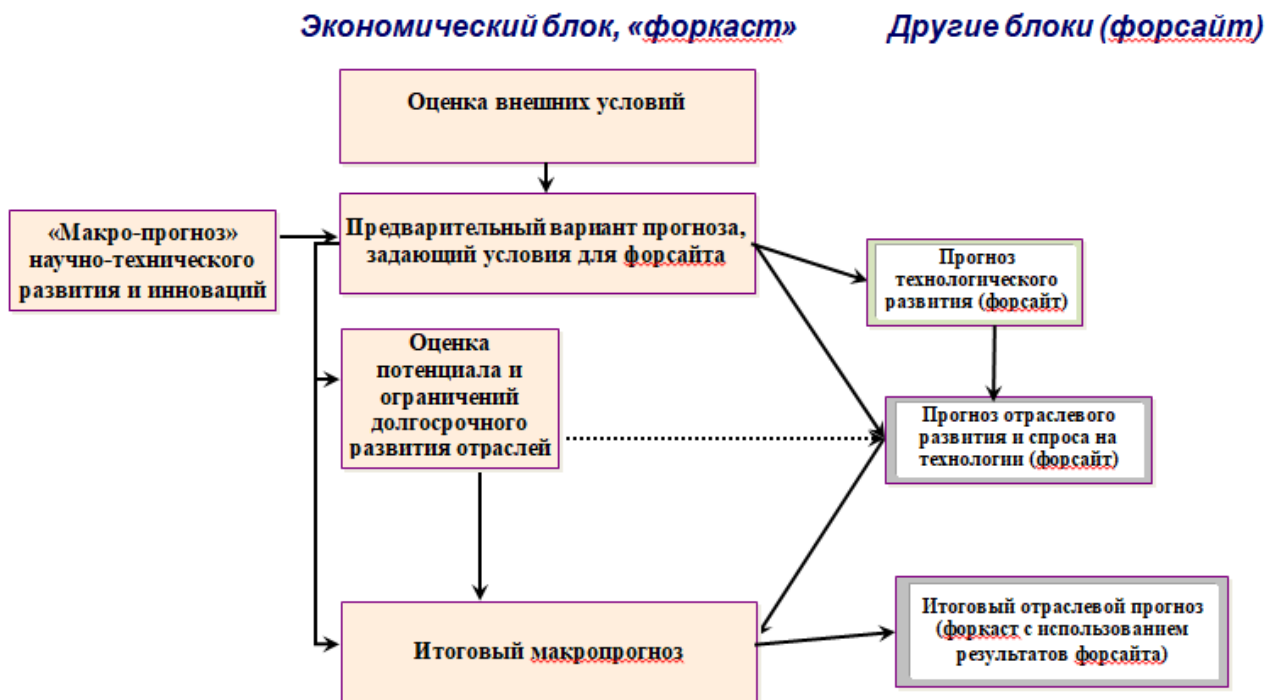 Экономический блок, «форкаст»
Другие блоки (форсайт)
Оценка внешних условий
«Макро-прогноз»
научно-технического
развития и инноваций
Предварительный вариант прогноза,
задающий условия для форсайта
Прогноз
технологического
развития (форсайт)
Оценка
потенциала и
ограничений
долгосрочного
развития отраслей
Прогноз отраслевого
развития и спроса на
технологии (форсайт)
Итоговый макропрогноз
Итоговый отраслевой прогноз
(форкаст с использованием
результатов форсайта)